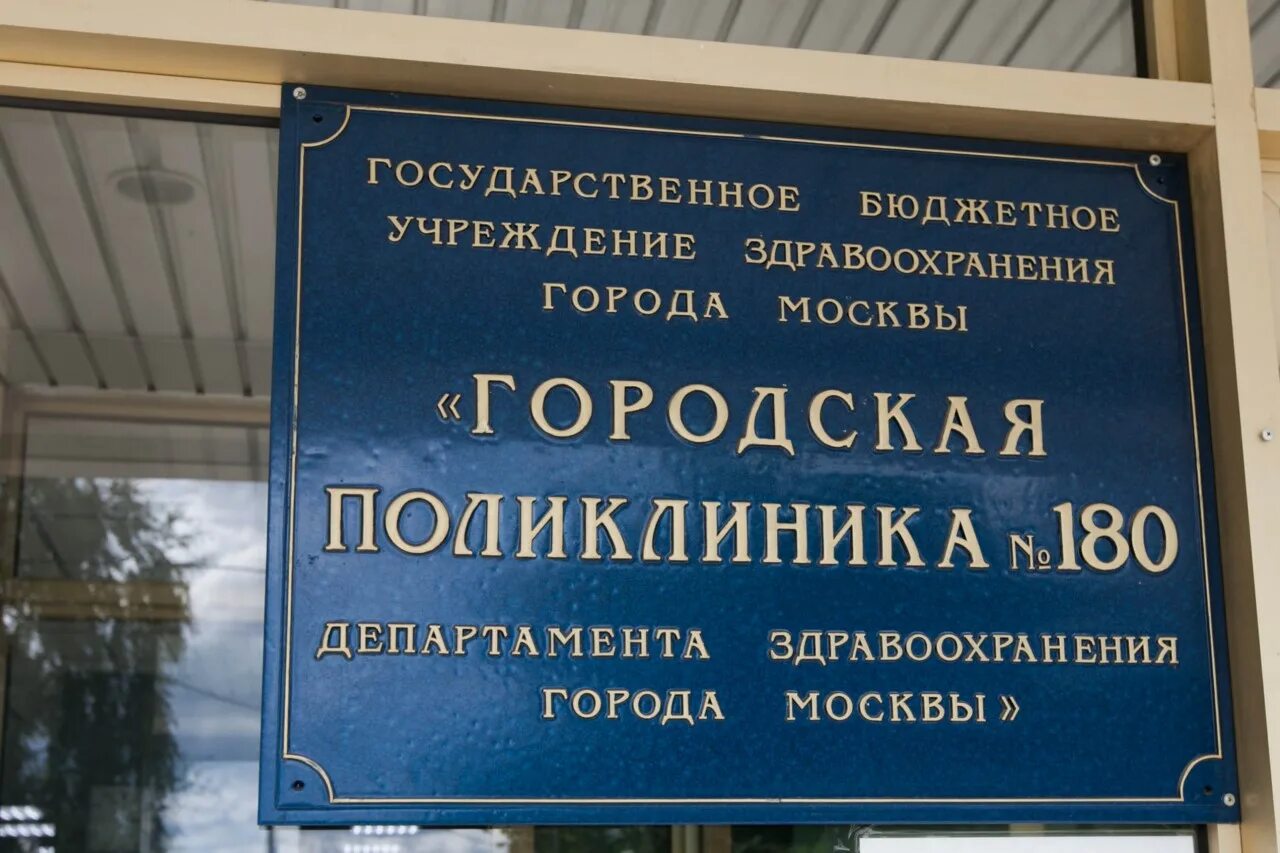 ГОСУДАРСТВЕННОЕ БЮДЖЕТНОЕ
УЧРЕЖДЕНИЕ ЗДРАВООХРАНЕНИЯ
ГОРОДА МОСКВЫ
«ГОРОДСКАЯ
ПОЛИКЛИНИКА №180
ДЕПАРТАМЕНТА ЗДРАВООХРАНЕНИЯ
ГОРОДА МОСКВЫ»